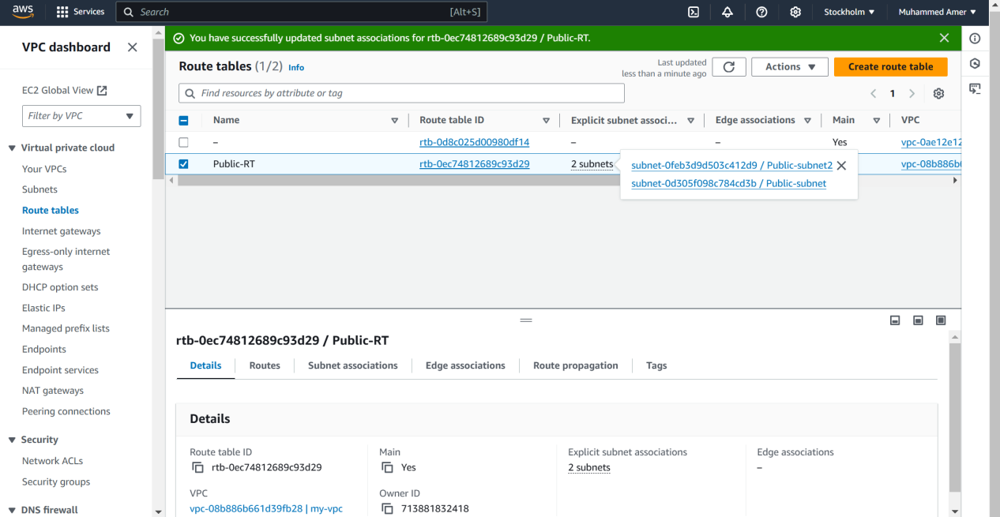 aws
Services
Search
[Alt+S]
Stockholm
Muhammed Amer
VPC dashboard
EC2 Global View
Filter by VPC
Virtual private cloud
Your VPCs
Subnets
Route tables
Internet gateways
Egress-only internet
gateways
DHCP option sets
Elastic IPs
Managed prefix lists
Endpoints
Endpoint services
NAT gateways
Peering connections
Security
Network ACLs
Security groups
DNS firewall
You have successfully updated subnet associations for rtb-0ec74812689c93d29 / Public-RT.
Route tables (1/2) Info
Last updated
less than a minute ago
Actions
Create route table
Find resources by attribute or tag
1
Name Route table ID Explicit subnet associ... Edge associations Main VPC
– rtb-0d8c025d00980df14 – – Yes vpc-0ae12e12
Public-RT rtb-0ec74812689c93d29 2 subnets vpc-08b886b6
subnet-0feb3d9d503c412d9 / Public-subnet2
subnet-0d305f098c784cd3b / Public-subnet
rtb-0ec74812689c93d29 / Public-RT
Details Routes Subnet associations Edge associations Route propagation Tags
Details
Route table ID
rtb-0ec74812689c93d29
Main
Yes
Explicit subnet associations
2 subnets
Edge associations
–
VPC
vpc-08b886b661d39fb28 | my-vpc
Owner ID
713881832418